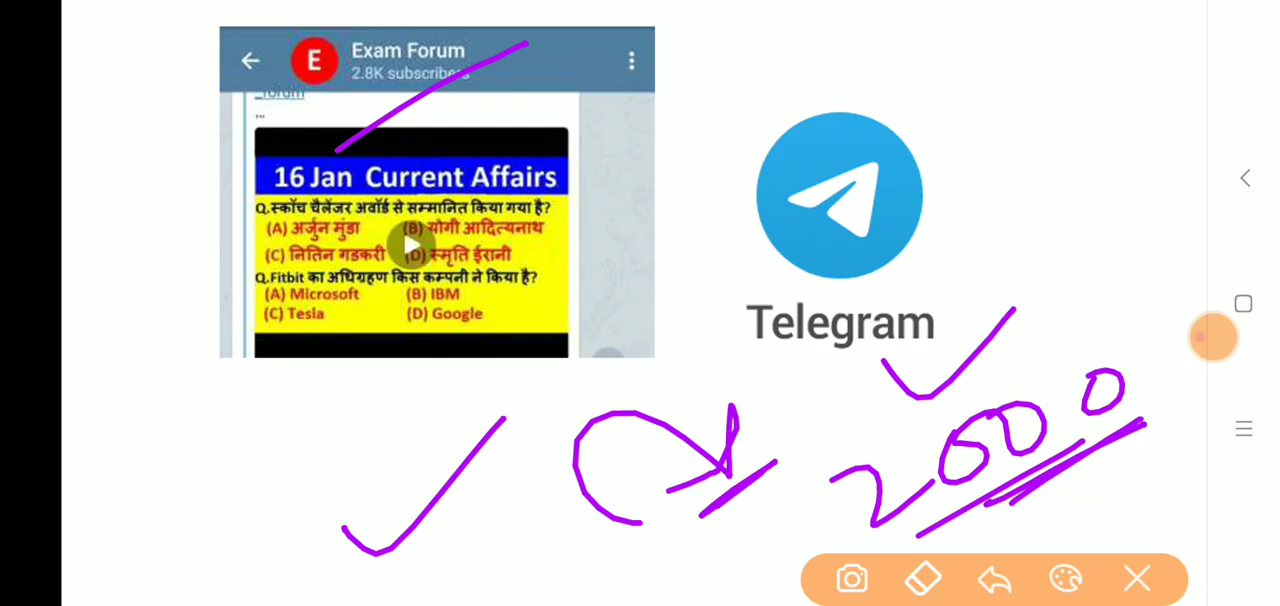 E
Exam Forum
2.8K subscribers
_forum
...
16 Jan Current Affairs
Q.स्कॉच चैलेंजर अवॉर्ड से सम्मानित किया गया है?
(A) अर्जुन मुंडा (B) योगी आदित्यनाथ
(C) नितिन गडकरी (D) स्मृति ईरानी
Q.Fitbit का अधिग्रहण किस कम्पनी ने किया है?
(A) Microsoft (B) IBM
(C) Tesla (D) Google
Telegram
2000